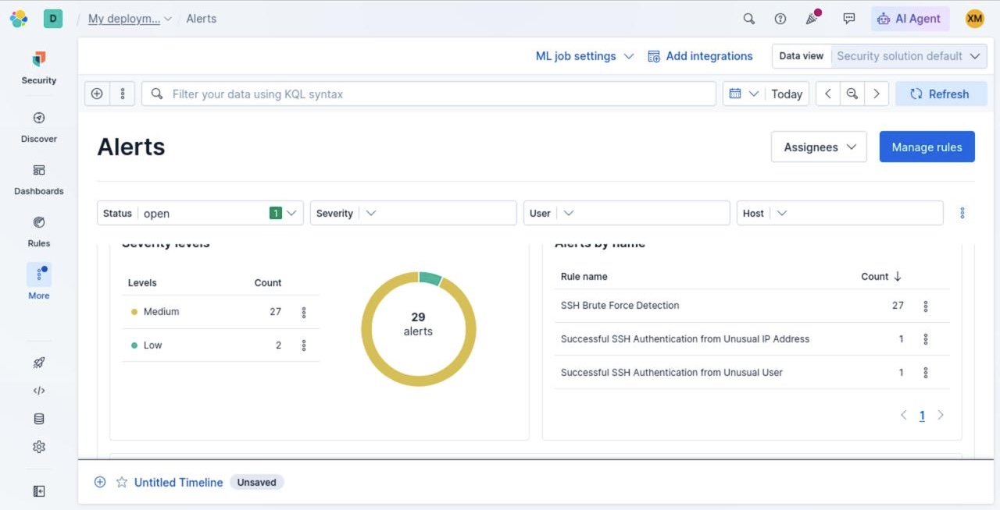 D
/ My deploym... / Alerts
AI Agent
XM
Security
Discover
Dashboards
Rules
More
ML job settings
Add integrations
Data view Security solution default
Filter your data using KQL syntax
Today
Refresh
Alerts
Assignees
Manage rules
Status open 1
Severity
User
Host
Severity levels
Levels Count
Medium 27
Low 2
29
alerts
Alerts by name
Rule name Count
SSH Brute Force Detection 27
Successful SSH Authentication from Unusual IP Address 1
Successful SSH Authentication from Unusual User 1
1
Untitled Timeline Unsaved